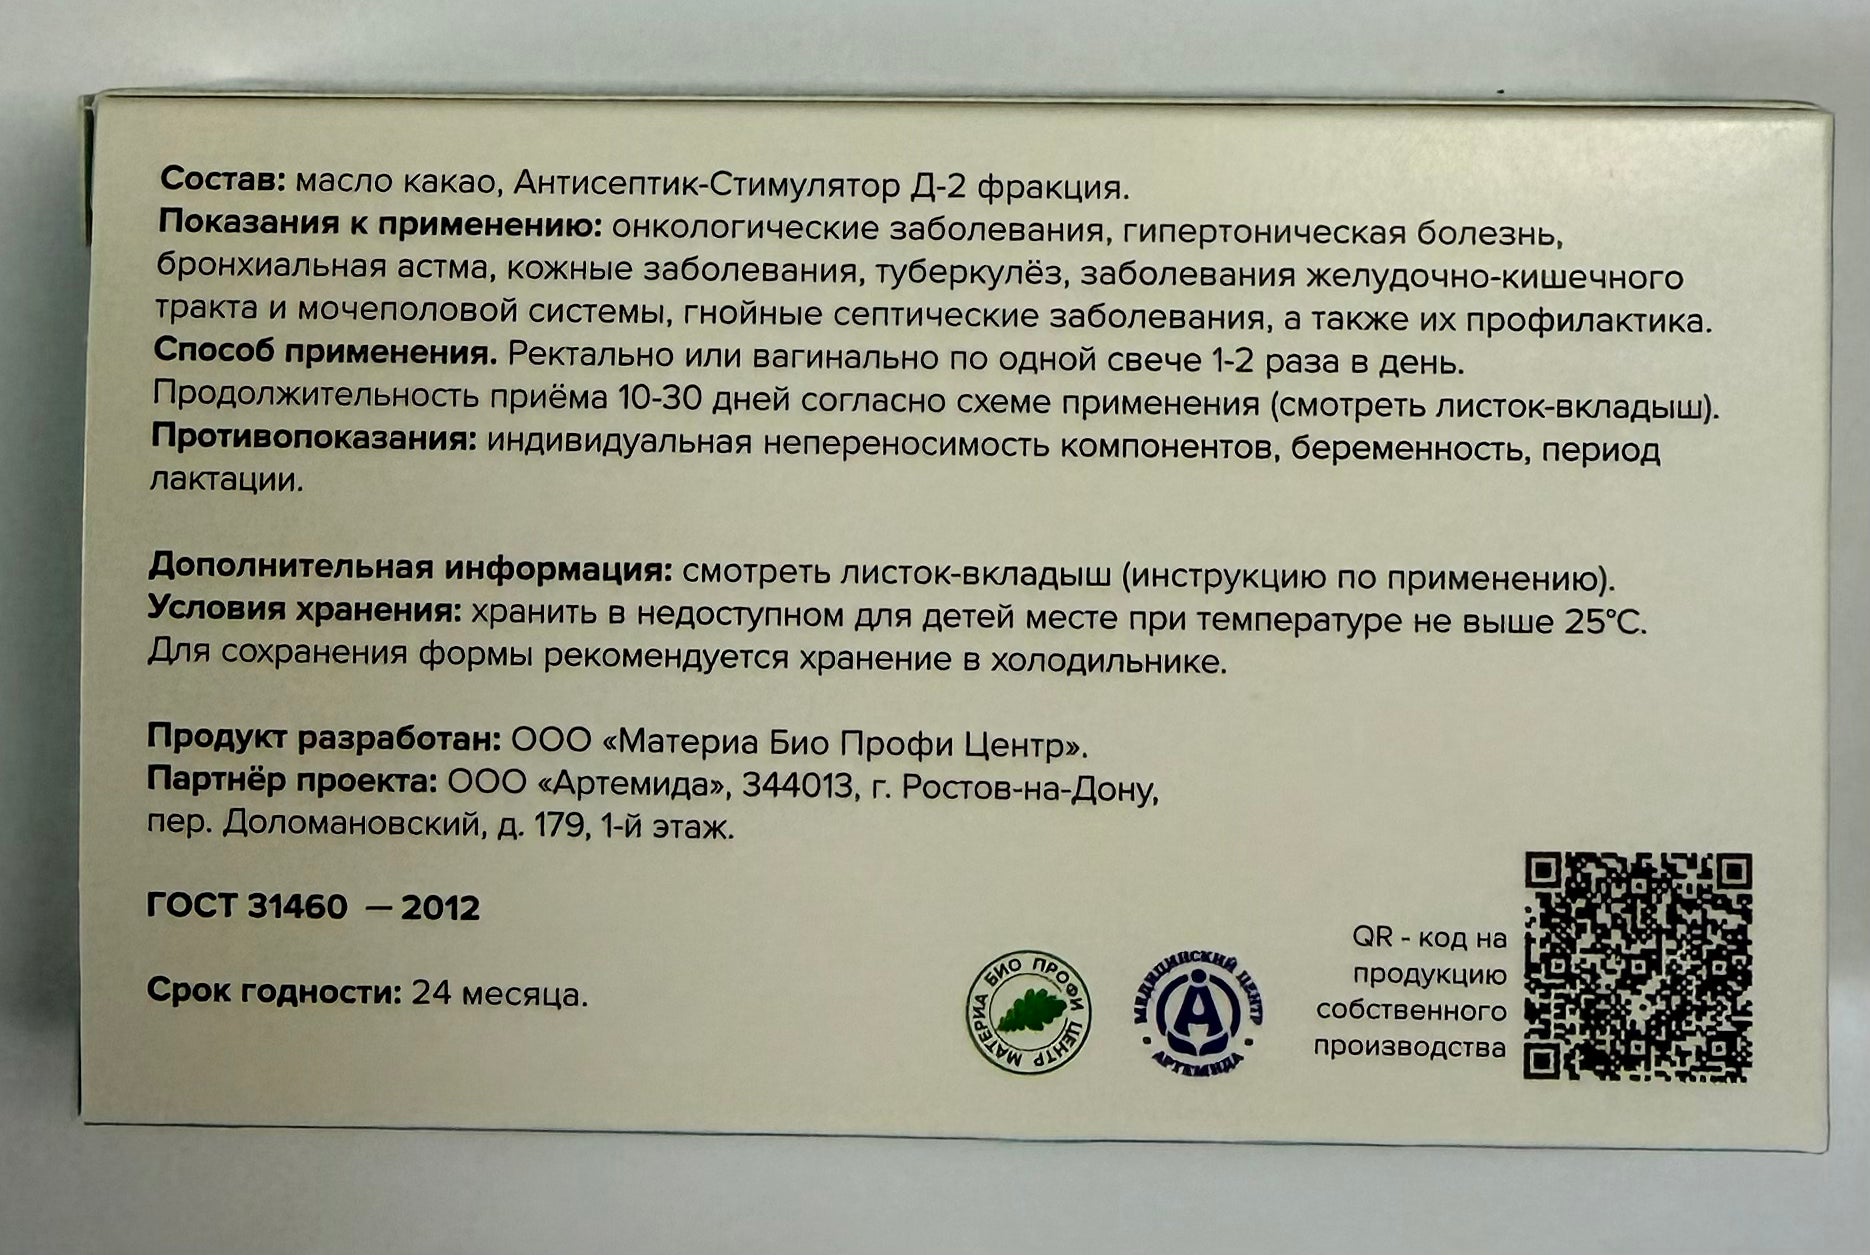 Состав: масло какао, Антисептик-Стимулятор Д-2 фракция.
Показания к применению: онкологические заболевания, гипертоническая болезнь,
бронхиальная астма, кожные заболевания, туберкулёз, заболевания желудочно-кишечного
тракта и мочеполовой системы, гнойные септические заболевания, а также их профилактика.
Способ применения. Ректально или вагинально по одной свече 1-2 раза в день.
Продолжительность приёма 10-30 дней согласно схеме применения (смотреть листок-вкладыш).
Противопоказания: индивидуальная непереносимость компонентов, беременность, период
лактации.
Дополнительная информация: смотреть листок-вкладыш (инструкцию по применению).
Условия хранения: хранить в недоступном для детей месте при температуре не выше 25°С.
Для сохранения формы рекомендуется хранение в холодильнике.
Продукт разработан: ООО «Материа Био Профи Центр».
Партнёр проекта: ООО «Артемида», 344013, г. Ростов-на-Дону,
пер. Доломановский, д. 179, 1-й этаж.
ГОСТ 31460 — 2012
Срок годности: 24 месяца.
МАТЕРИА БИО ПРОФИ ЦЕНТР
МЕДИЦИНСКИЙ ЦЕНТР
• АРТЕМИДА •
QR - код на
продукцию
собственного
производства